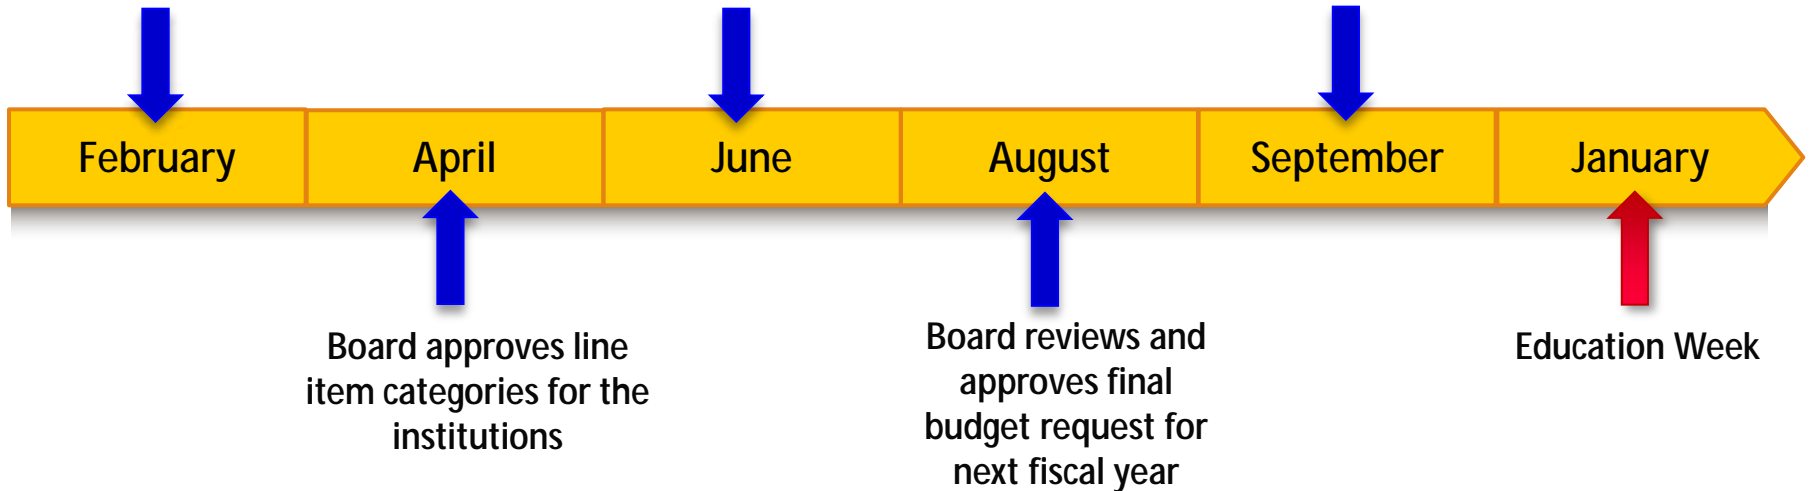 February
April
June
August
September
January
Board approves line
item categories for the
institutions
Board reviews and
approves final
budget request for
next fiscal year
Education Week